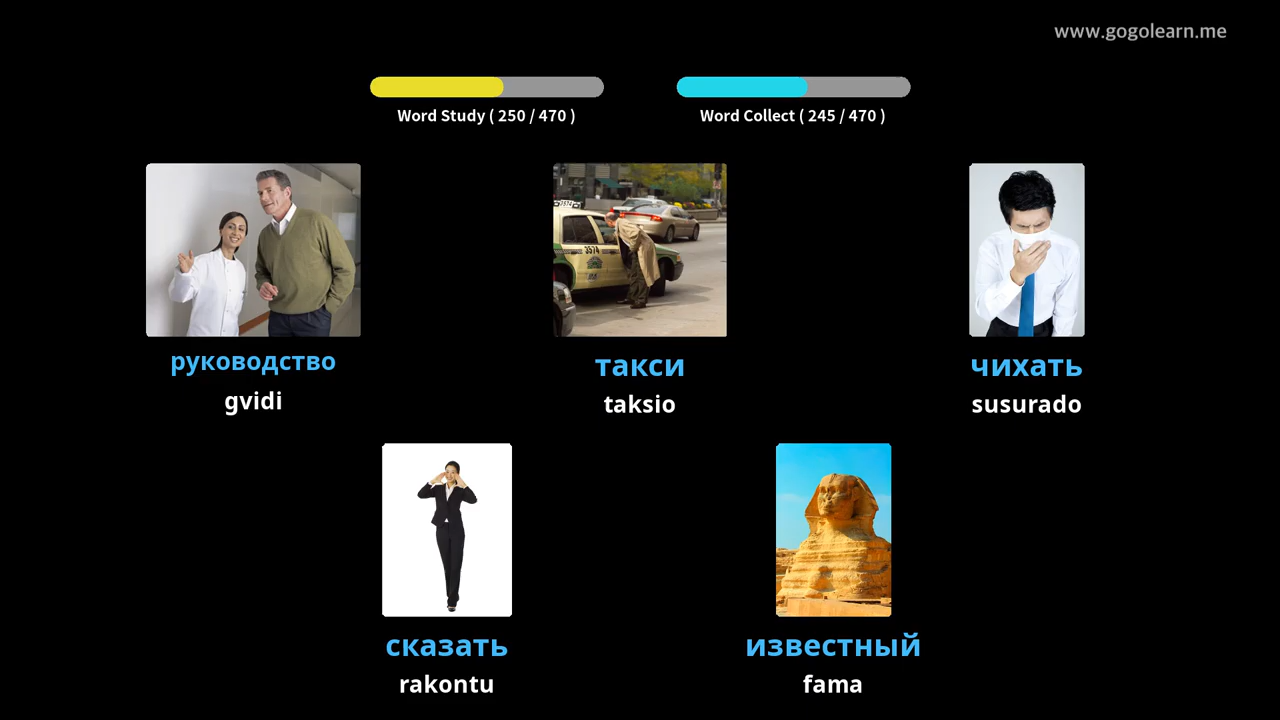 www.gogolearn.me
Word Study ( 250 / 470 )
Word Collect ( 245 / 470 )
3574
руководство
gvidi
такси
taksio
чихать
susurado
сказать
rakontu
известный
fama